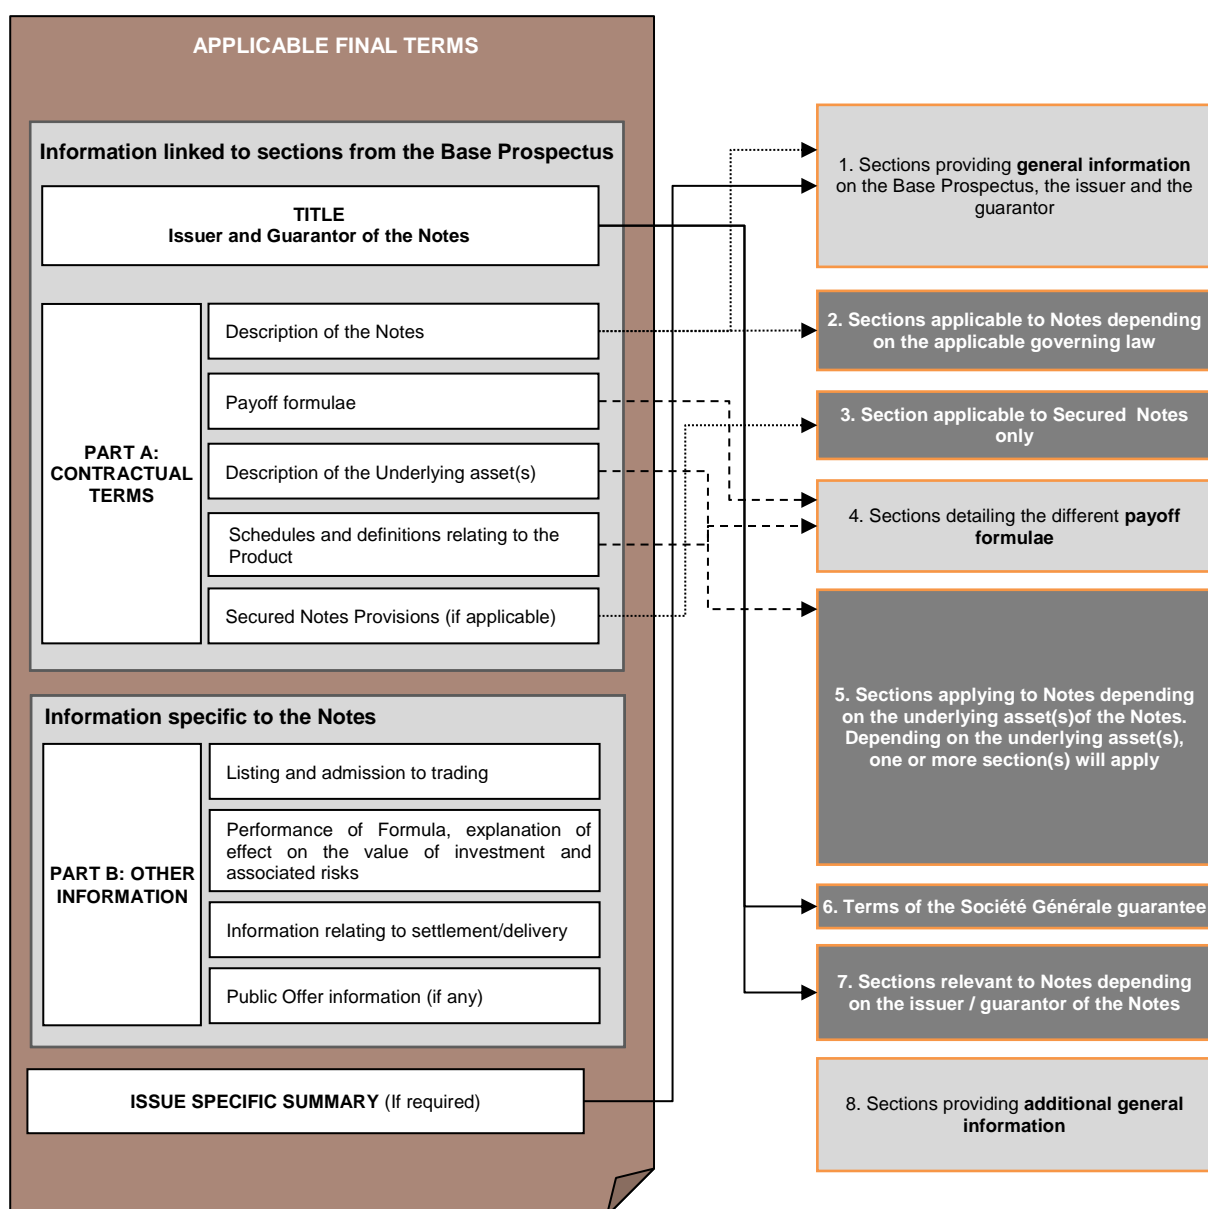 APPLICABLE FINAL TERMS
Information linked to sections from the Base Prospectus
TITLE
Issuer and Guarantor of the Notes
PART A:
CONTRACTUAL
TERMS
Description of the Notes
Payoff formulae
Description of the Underlying asset(s)
Schedules and definitions relating to the
Product
Secured Notes Provisions (if applicable)
Information specific to the Notes
PART B: OTHER
INFORMATION
Listing and admission to trading
Performance of Formula, explanation of
effect on the value of investment and
associated risks
Information relating to settlement/delivery
Public Offer information (if any)
ISSUE SPECIFIC SUMMARY (If required)
1. Sections providing general information
on the Base Prospectus, the issuer and the
guarantor
2. Sections applicable to Notes depending
on the applicable governing law
3. Section applicable to Secured Notes
only
4. Sections detailing the different payoff
formulae
5. Sections applying to Notes depending
on the underlying asset(s)of the Notes.
Depending on the underlying asset(s),
one or more section(s) will apply
6. Terms of the Société Générale guarantee
7. Sections relevant to Notes depending
on the issuer / guarantor of the Notes
8. Sections providing additional general
information